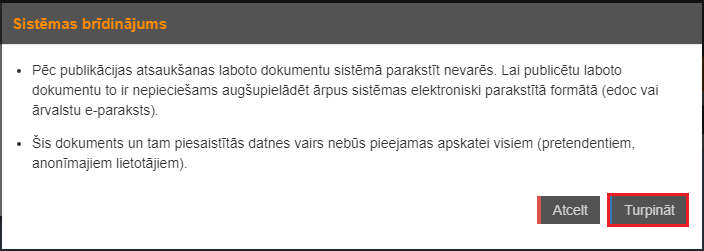 Sistēmas brīdinājums
• Pēc publikācijas atsaukšanas laboto dokumentu sistēmā parakstīt nevarēs. Lai publicētu laboto
dokumentu to ir nepieciešams augšupielādēt ārpus sistēmas elektroniski parakstītā formātā (edoc vai
ārvalstu e-paraksts).
• Šis dokuments un tam piesaistītās datnes vairs nebūs pieejamas apskatei visiem (pretendentiem,
anonīmajiem lietotājiem).
Atcelt
Turpināt